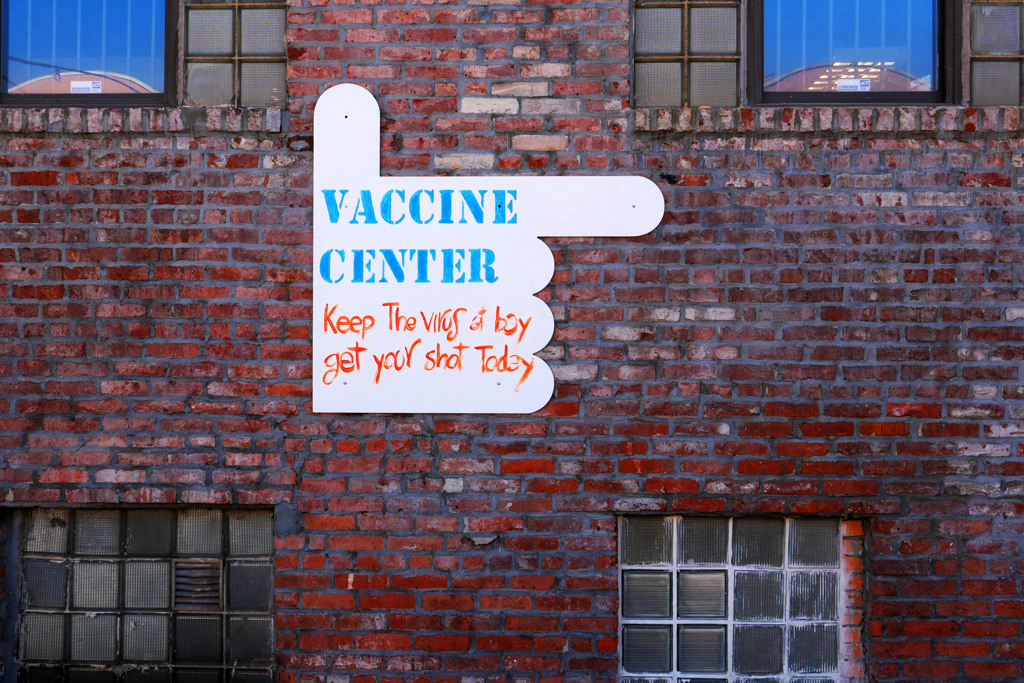 VACCINE
CENTER
Keep The virus at bay
get your shot Today